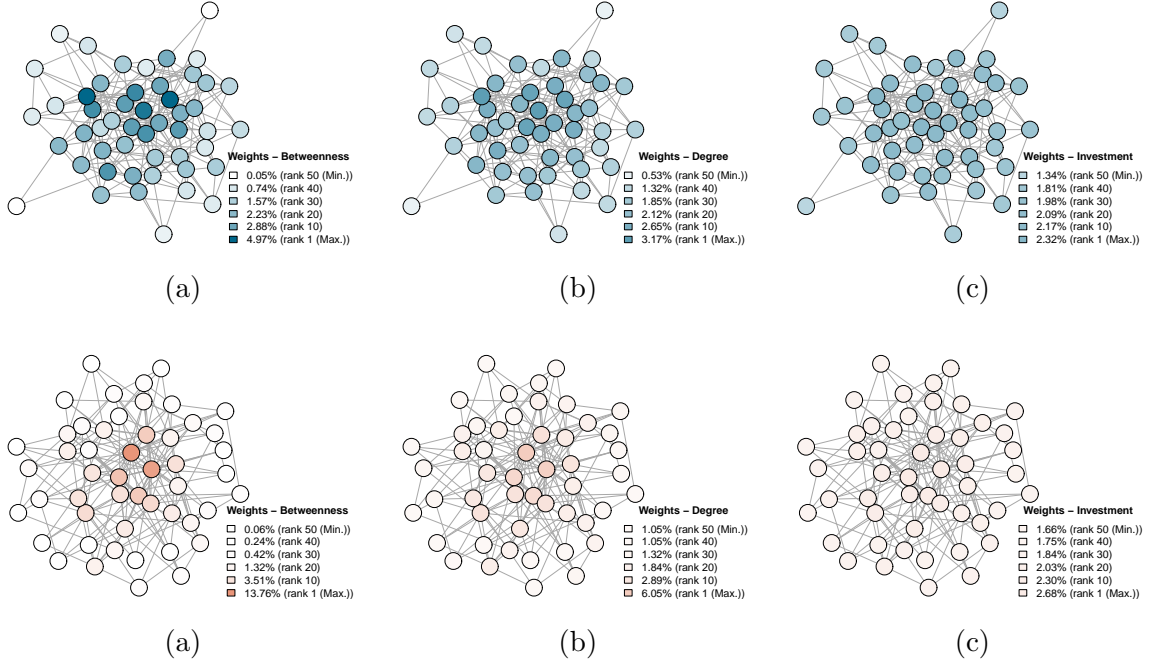 Weights − Betweenness
0.05% (rank 50 (Min.))
0.74% (rank 40)
1.57% (rank 30)
2.23% (rank 20)
2.88% (rank 10)
4.97% (rank 1 (Max.))
(a)
Weights − Degree
0.53% (rank 50 (Min.))
1.32% (rank 40)
1.85% (rank 30)
2.12% (rank 20)
2.65% (rank 10)
3.17% (rank 1 (Max.))
(b)
Weights − Investment
1.34% (rank 50 (Min.))
1.81% (rank 40)
1.98% (rank 30)
2.09% (rank 20)
2.17% (rank 10)
2.32% (rank 1 (Max.))
(c)
Weights − Betweenness
0.06% (rank 50 (Min.))
0.24% (rank 40)
0.42% (rank 30)
1.32% (rank 20)
3.51% (rank 10)
13.76% (rank 1 (Max.))
(a)
Weights − Degree
1.05% (rank 50 (Min.))
1.05% (rank 40)
1.32% (rank 30)
1.84% (rank 20)
2.89% (rank 10)
6.05% (rank 1 (Max.))
(b)
Weights − Investment
1.66% (rank 50 (Min.))
1.75% (rank 40)
1.84% (rank 30)
2.03% (rank 20)
2.30% (rank 10)
2.68% (rank 1 (Max.))
(c)